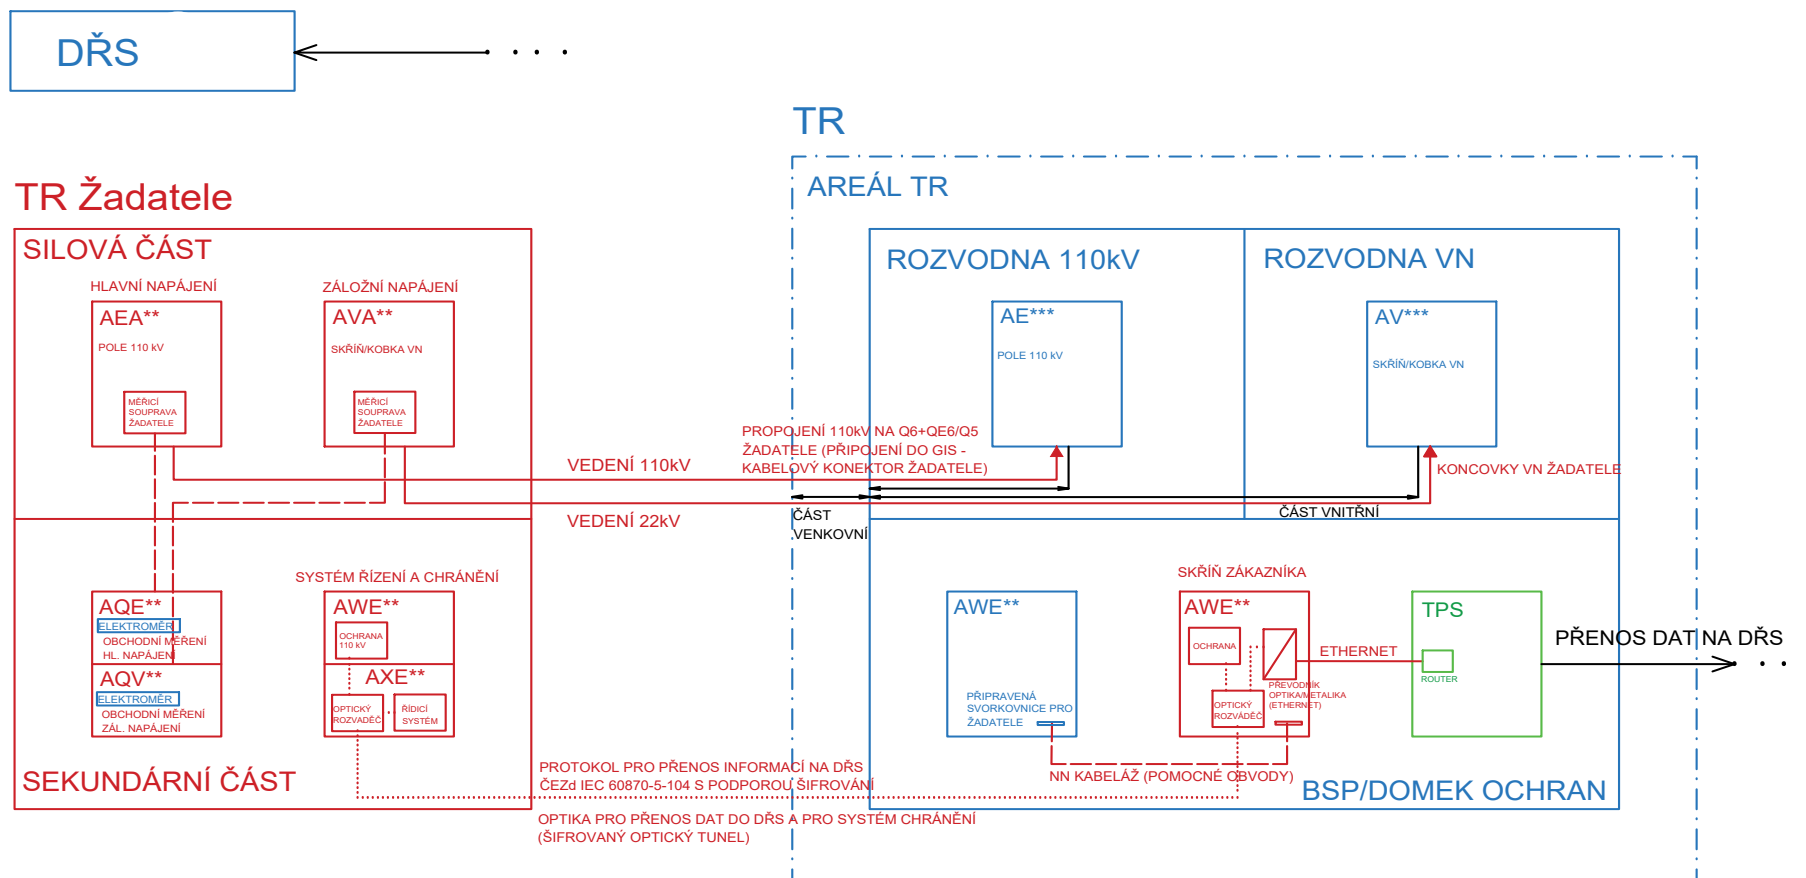 DŘS
TR
TR Žadatele
AREÁL TR
SILOVÁ ČÁST
HLAVNÍ NAPÁJENÍ
ZÁLOŽNÍ NAPÁJENÍ
AEA**
POLE 110 kV
MĚŘICÍ
SOUPRAVA
ŽADATELE
AVA**
SKŘÍŇ/KOBKA VN
MĚŘICÍ
SOUPRAVA
ŽADATELE
ROZVODNA 110kV
ROZVODNA VN
AE***
POLE 110 kV
AV***
SKŘÍŇ/KOBKA VN
PROPOJENÍ 110kV NA Q6+QE6/Q5
ŽADATELE (PŘIPOJENÍ DO GIS -
KABELOVÝ KONEKTOR ŽADATELE)
VEDENÍ 110kV
KONCOVKY VN ŽADATELE
VEDENÍ 22kV
ČÁST
VENKOVNÍ
ČÁST VNITŘNÍ
SYSTÉM ŘÍZENÍ A CHRÁNĚNÍ
AQE**
ELEKTROMĚR
OBCHODNÍ MĚŘENÍ
HL. NAPÁJENÍ
AQV**
ELEKTROMĚR
OBCHODNÍ MĚŘENÍ
ZÁL. NAPÁJENÍ
AWE**
OCHRANA
110 kV
AXE**
OPTICKÝ
ROZVADĚČ
ŘÍDICÍ
SYSTÉM
SEKUNDÁRNÍ ČÁST
AWE**
PŘIPRAVENÁ
SVORKOVNICE PRO
ŽADATELE
SKŘÍŇ ZÁKAZNÍKA
AWE**
OCHRANA
OPTICKÝ
ROZVÁDĚČ
PŘEVODNÍK
OPTIKA/METALIKA
(ETHERNET)
ETHERNET
TPS
ROUTER
PŘENOS DAT NA DŘS
NN KABELÁŽ (POMOCNÉ OBVODY)
BSP/DOMEK OCHRAN
PROTOKOL PRO PŘENOS INFORMACÍ NA DŘS
ČEZd IEC 60870-5-104 S PODPOROU ŠIFROVÁNÍ
OPTIKA PRO PŘENOS DAT DO DŘS A PRO SYSTÉM CHRÁNĚNÍ
(ŠIFROVANÝ OPTICKÝ TUNEL)